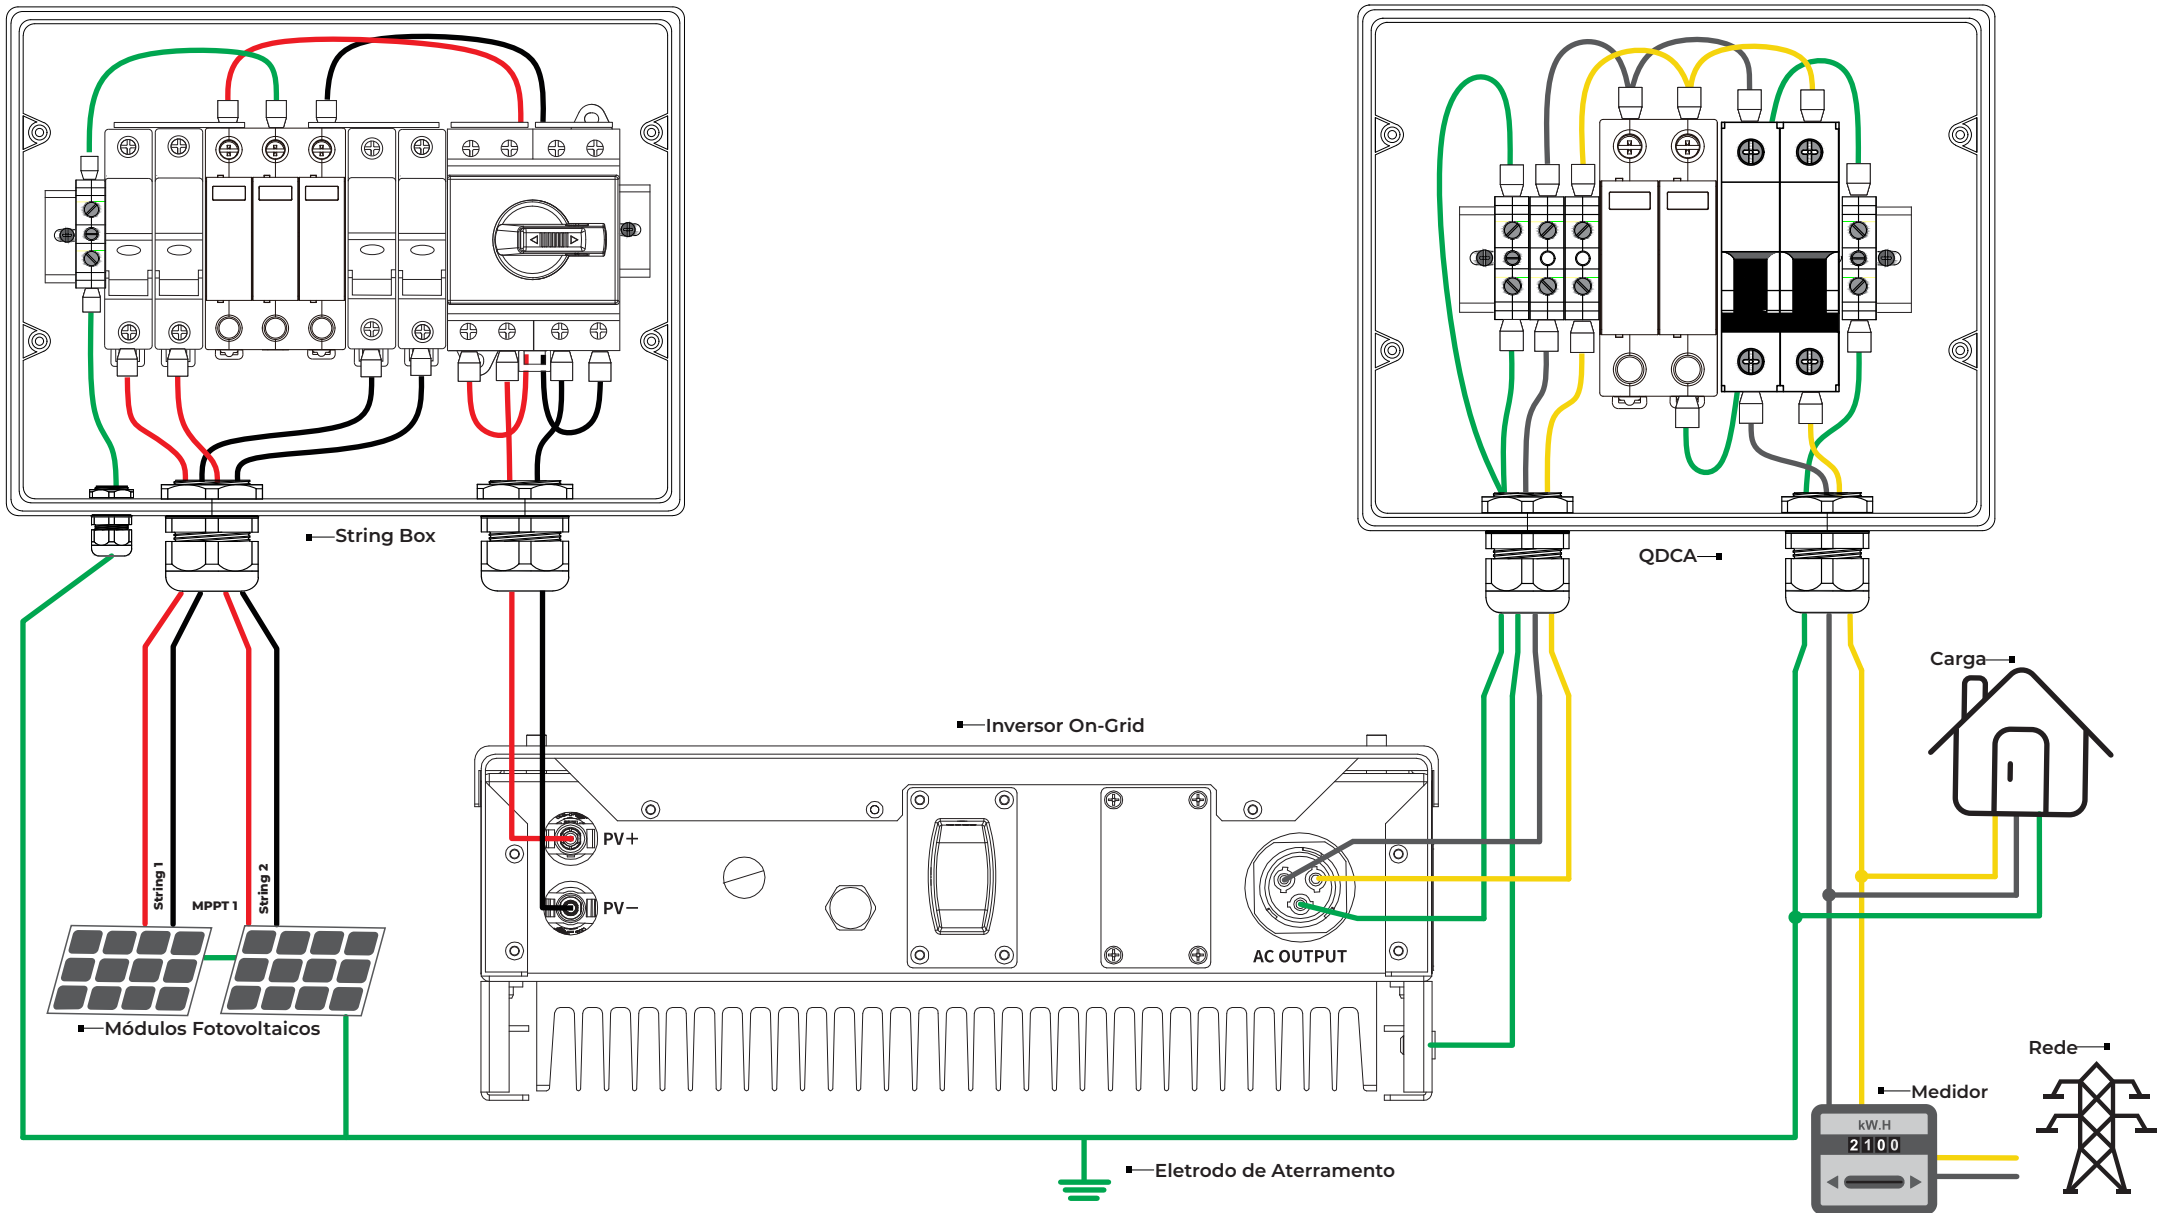 String Box
QDCA
Carga
Inversor On-Grid
PV+
PV−
String 1
MPPT 1
String 2
AC OUTPUT
Módulos Fotovoltaicos
Rede
Medidor
kW.H
2100
Eletrodo de Aterramento